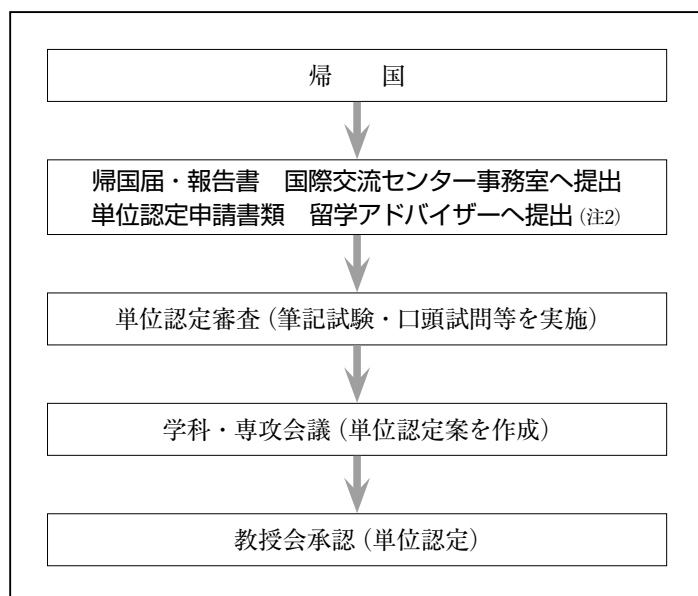 帰　　国
帰国届・報告書　国際交流センター事務室へ提出
単位認定申請書類　留学アドバイザーへ提出（注2）
単位認定審査（筆記試験・口頭試問等を実施）
学科・専攻会議（単位認定案を作成）
教授会承認（単位認定）